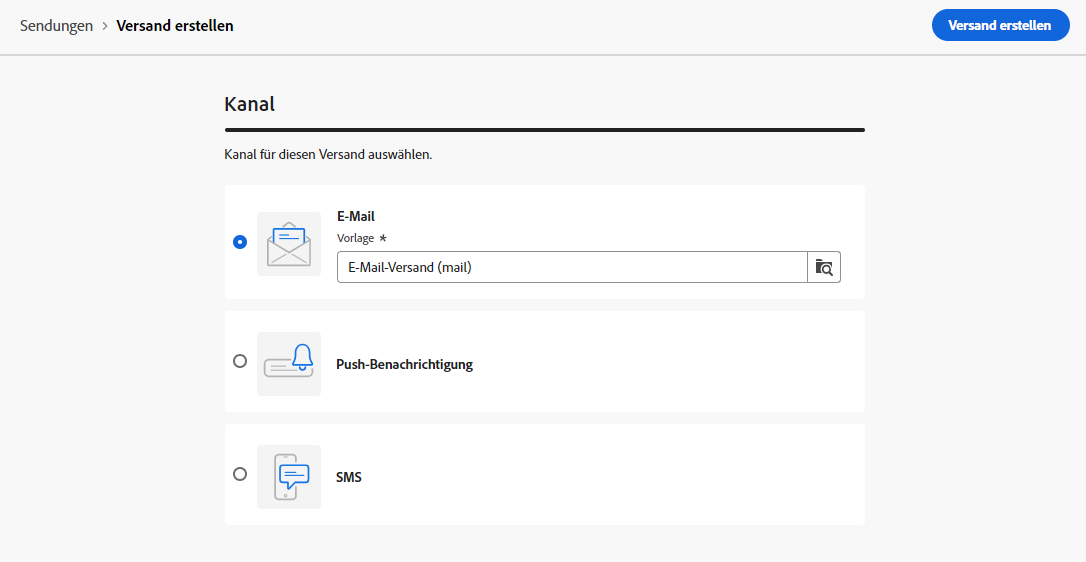 Sendungen > Versand erstellen
Versand erstellen
Kanal
Kanal für diesen Versand auswählen.
E-Mail
Vorlage *
E-Mail-Versand (mail)
Push-Benachrichtigung
SMS